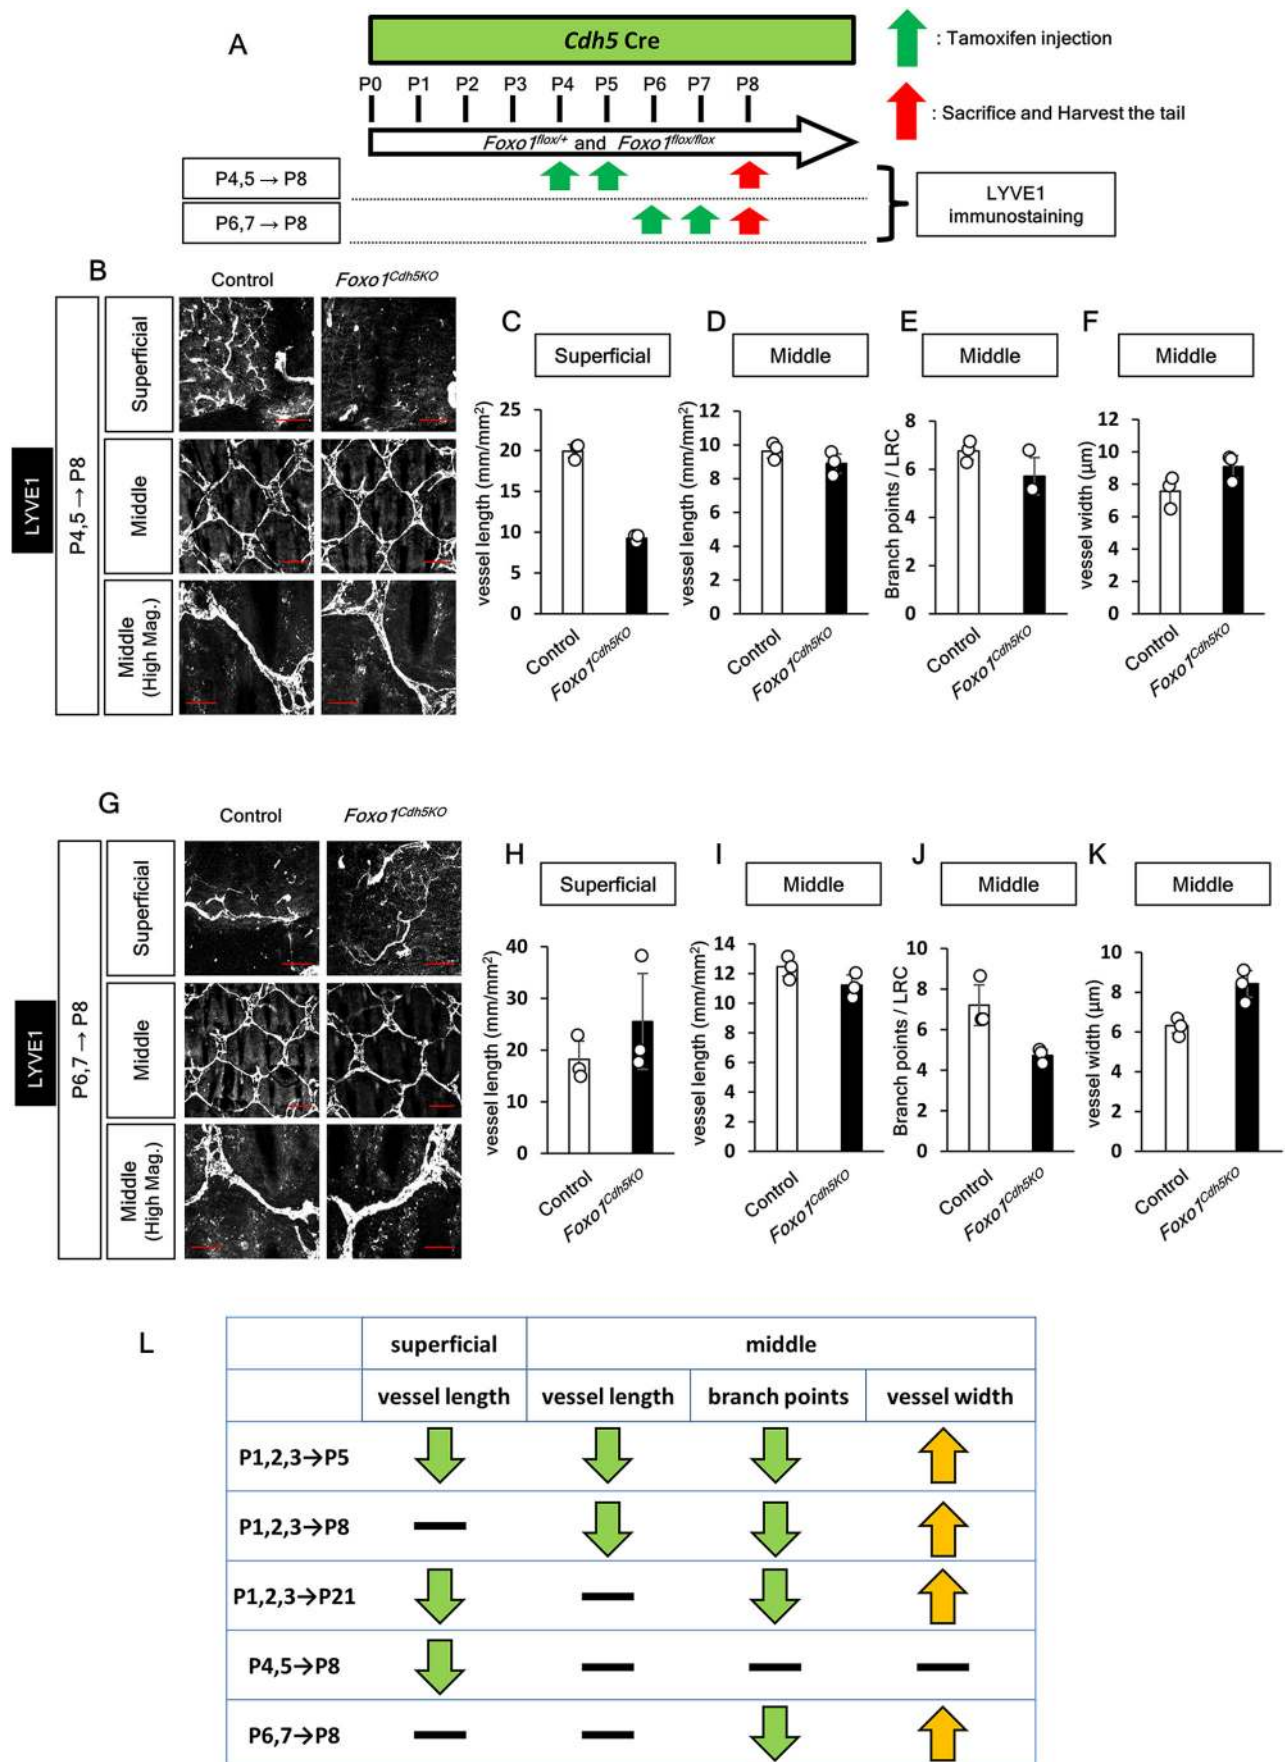 A
Cdh5 Cre
: Tamoxifen injection
P0 P1 P2 P3 P4 P5 P6 P7 P8
: Sacrifice and Harvest the tail
Foxo1flox/+ and Foxo1flox/flox
P4,5 → P8
P6,7 → P8
LYVE1
immunostaining
B
Control
Foxo1Cdh5KO
LYVE1
P4,5 → P8
Superficial
Middle
Middle
(High Mag.)
C
Superficial
vessel length (mm/mm²)
25
20
15
10
5
0
Control
Foxo1Cdh5KO
D
Middle
vessel length (mm/mm²)
12
10
8
6
4
2
0
Control
Foxo1Cdh5KO
E
Middle
Branch points / LRC
8
6
4
2
0
Control
Foxo1Cdh5KO
F
Middle
vessel width (µm)
12
10
8
6
4
2
0
Control
Foxo1Cdh5KO
G
Control
Foxo1Cdh5KO
LYVE1
P6,7 → P8
Superficial
Middle
Middle
(High Mag.)
H
Superficial
vessel length (mm/mm²)
40
30
20
10
0
Control
Foxo1Cdh5KO
I
Middle
vessel length (mm/mm²)
14
12
10
8
6
4
2
0
Control
Foxo1Cdh5KO
J
Middle
Branch points / LRC
10
8
6
4
2
0
Control
Foxo1Cdh5KO
K
Middle
vessel width (µm)
10
8
6
4
2
0
Control
Foxo1Cdh5KO
L
superficial middle
vessel length vessel length branch points vessel width
P1,2,3→P5
P1,2,3→P8
P1,2,3→P21
P4,5→P8
P6,7→P8